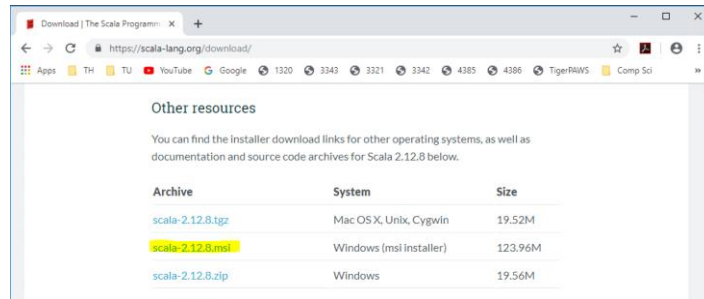 Download | The Scala Programm
https://scala-lang.org/download/
Apps TH TU YouTube Google 1320 3343 3321 3342 4385 4386 TigerPAWS Comp Sci »
Other resources
You can find the installer download links for other operating systems, as well as
documentation and source code archives for Scala 2.12.8 below.
Archive System Size
scala-2.12.8.tgz Mac OS X, Unix, Cygwin 19.52M
scala-2.12.8.msi Windows (msi installer) 123.96M
scala-2.12.8.zip Windows 19.56M